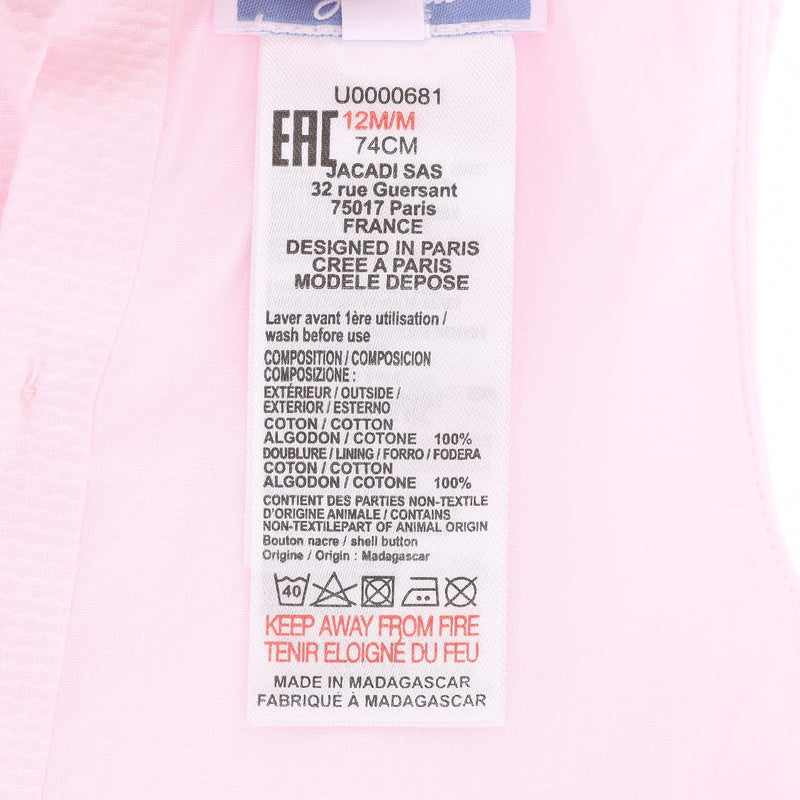 U0000681
EAC 12M/M
74CM
JACADI SAS
32 rue Guersant
75017 Paris
FRANCE
DESIGNED IN PARIS
CREE A PARIS
MODELE DEPOSE
Laver avant 1ère utilisation /
wash before use
COMPOSITION / COMPOSICION
COMPOSIZIONE :
EXTÉRIEUR / OUTSIDE /
EXTERIOR / ESTERNO
COTON / COTTON
ALGODON / COTONE 100%
DOUBLURE / LINING / FORRO / FODERA
COTON / COTTON
ALGODON / COTONE 100%
CONTIENT DES PARTIES NON-TEXTILE
D'ORIGINE ANIMALE / CONTAINS
NON-TEXTILEPART OF ANIMAL ORIGIN
Bouton nacre / shell button
Origine / Origin : Madagascar
40
KEEP AWAY FROM FIRE
TENIR ELOIGNÉ DU FEU
MADE IN MADAGASCAR
FABRIQUÉ À MADAGASCAR